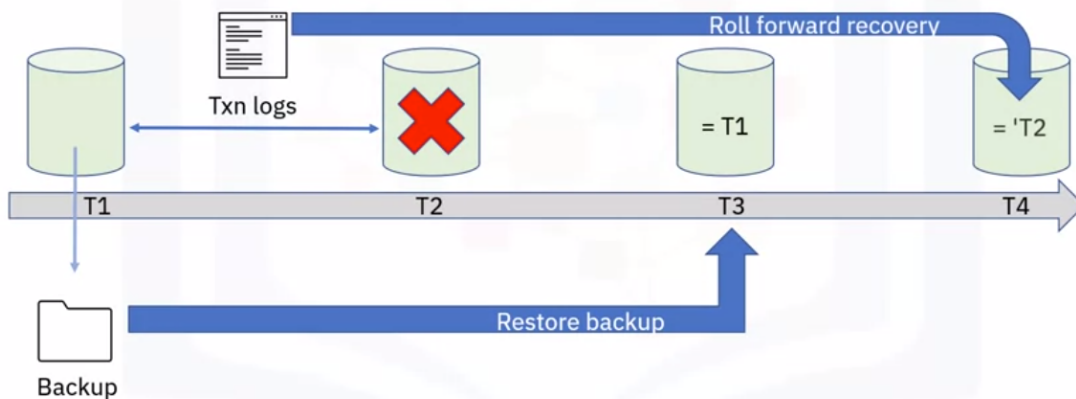 Roll forward recovery
Txn logs
= T1
= 'T2
T1
T2
T3
T4
Restore backup
Backup